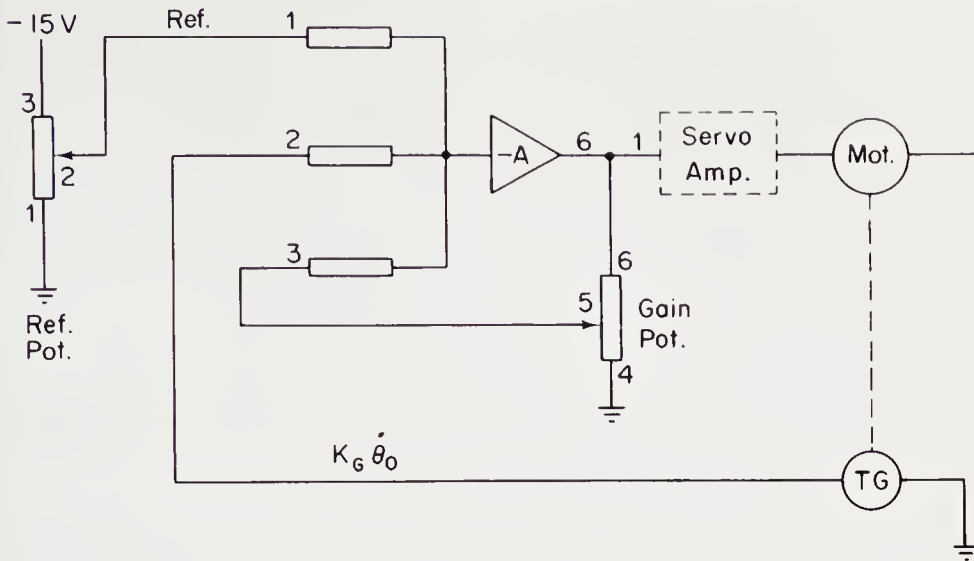 -15V
Ref.
1
3
2
1
Ref.
Pot.
2
3
-A
6
1
Servo
Amp.
Mot.
6
5
Gain
Pot.
4
K_G θ̇_0
TG